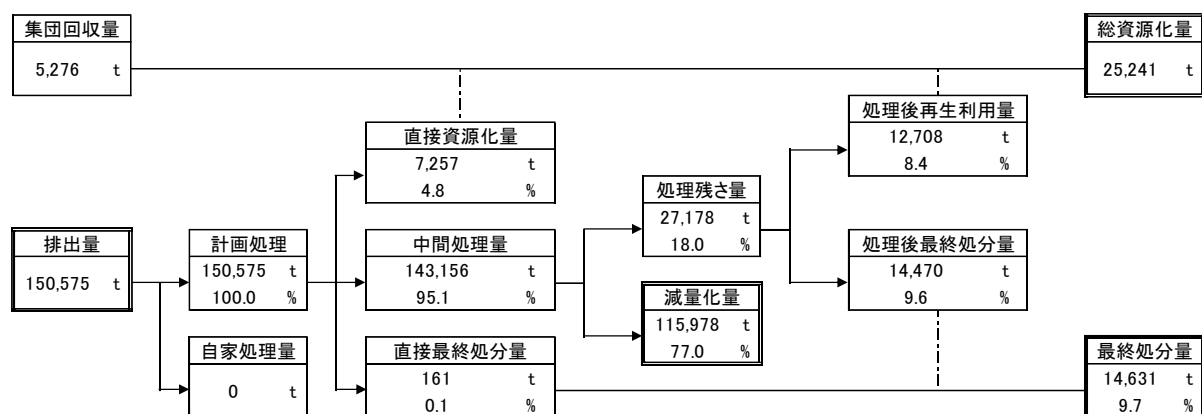 集団回収量
5,276 t
総資源化量
25,241 t
直接資源化量
7,257 t
4.8 %
処理後再生利用量
12,708 t
8.4 %
処理残さ量
27,178 t
18.0 %
排出量
150,575 t
計画処理
150,575 t
100.0 %
中間処理量
143,156 t
95.1 %
処理後最終処分量
14,470 t
9.6 %
減量化量
115,978 t
77.0 %
自家処理量
0 t
直接最終処分量
161 t
0.1 %
最終処分量
14,631 t
9.7 %